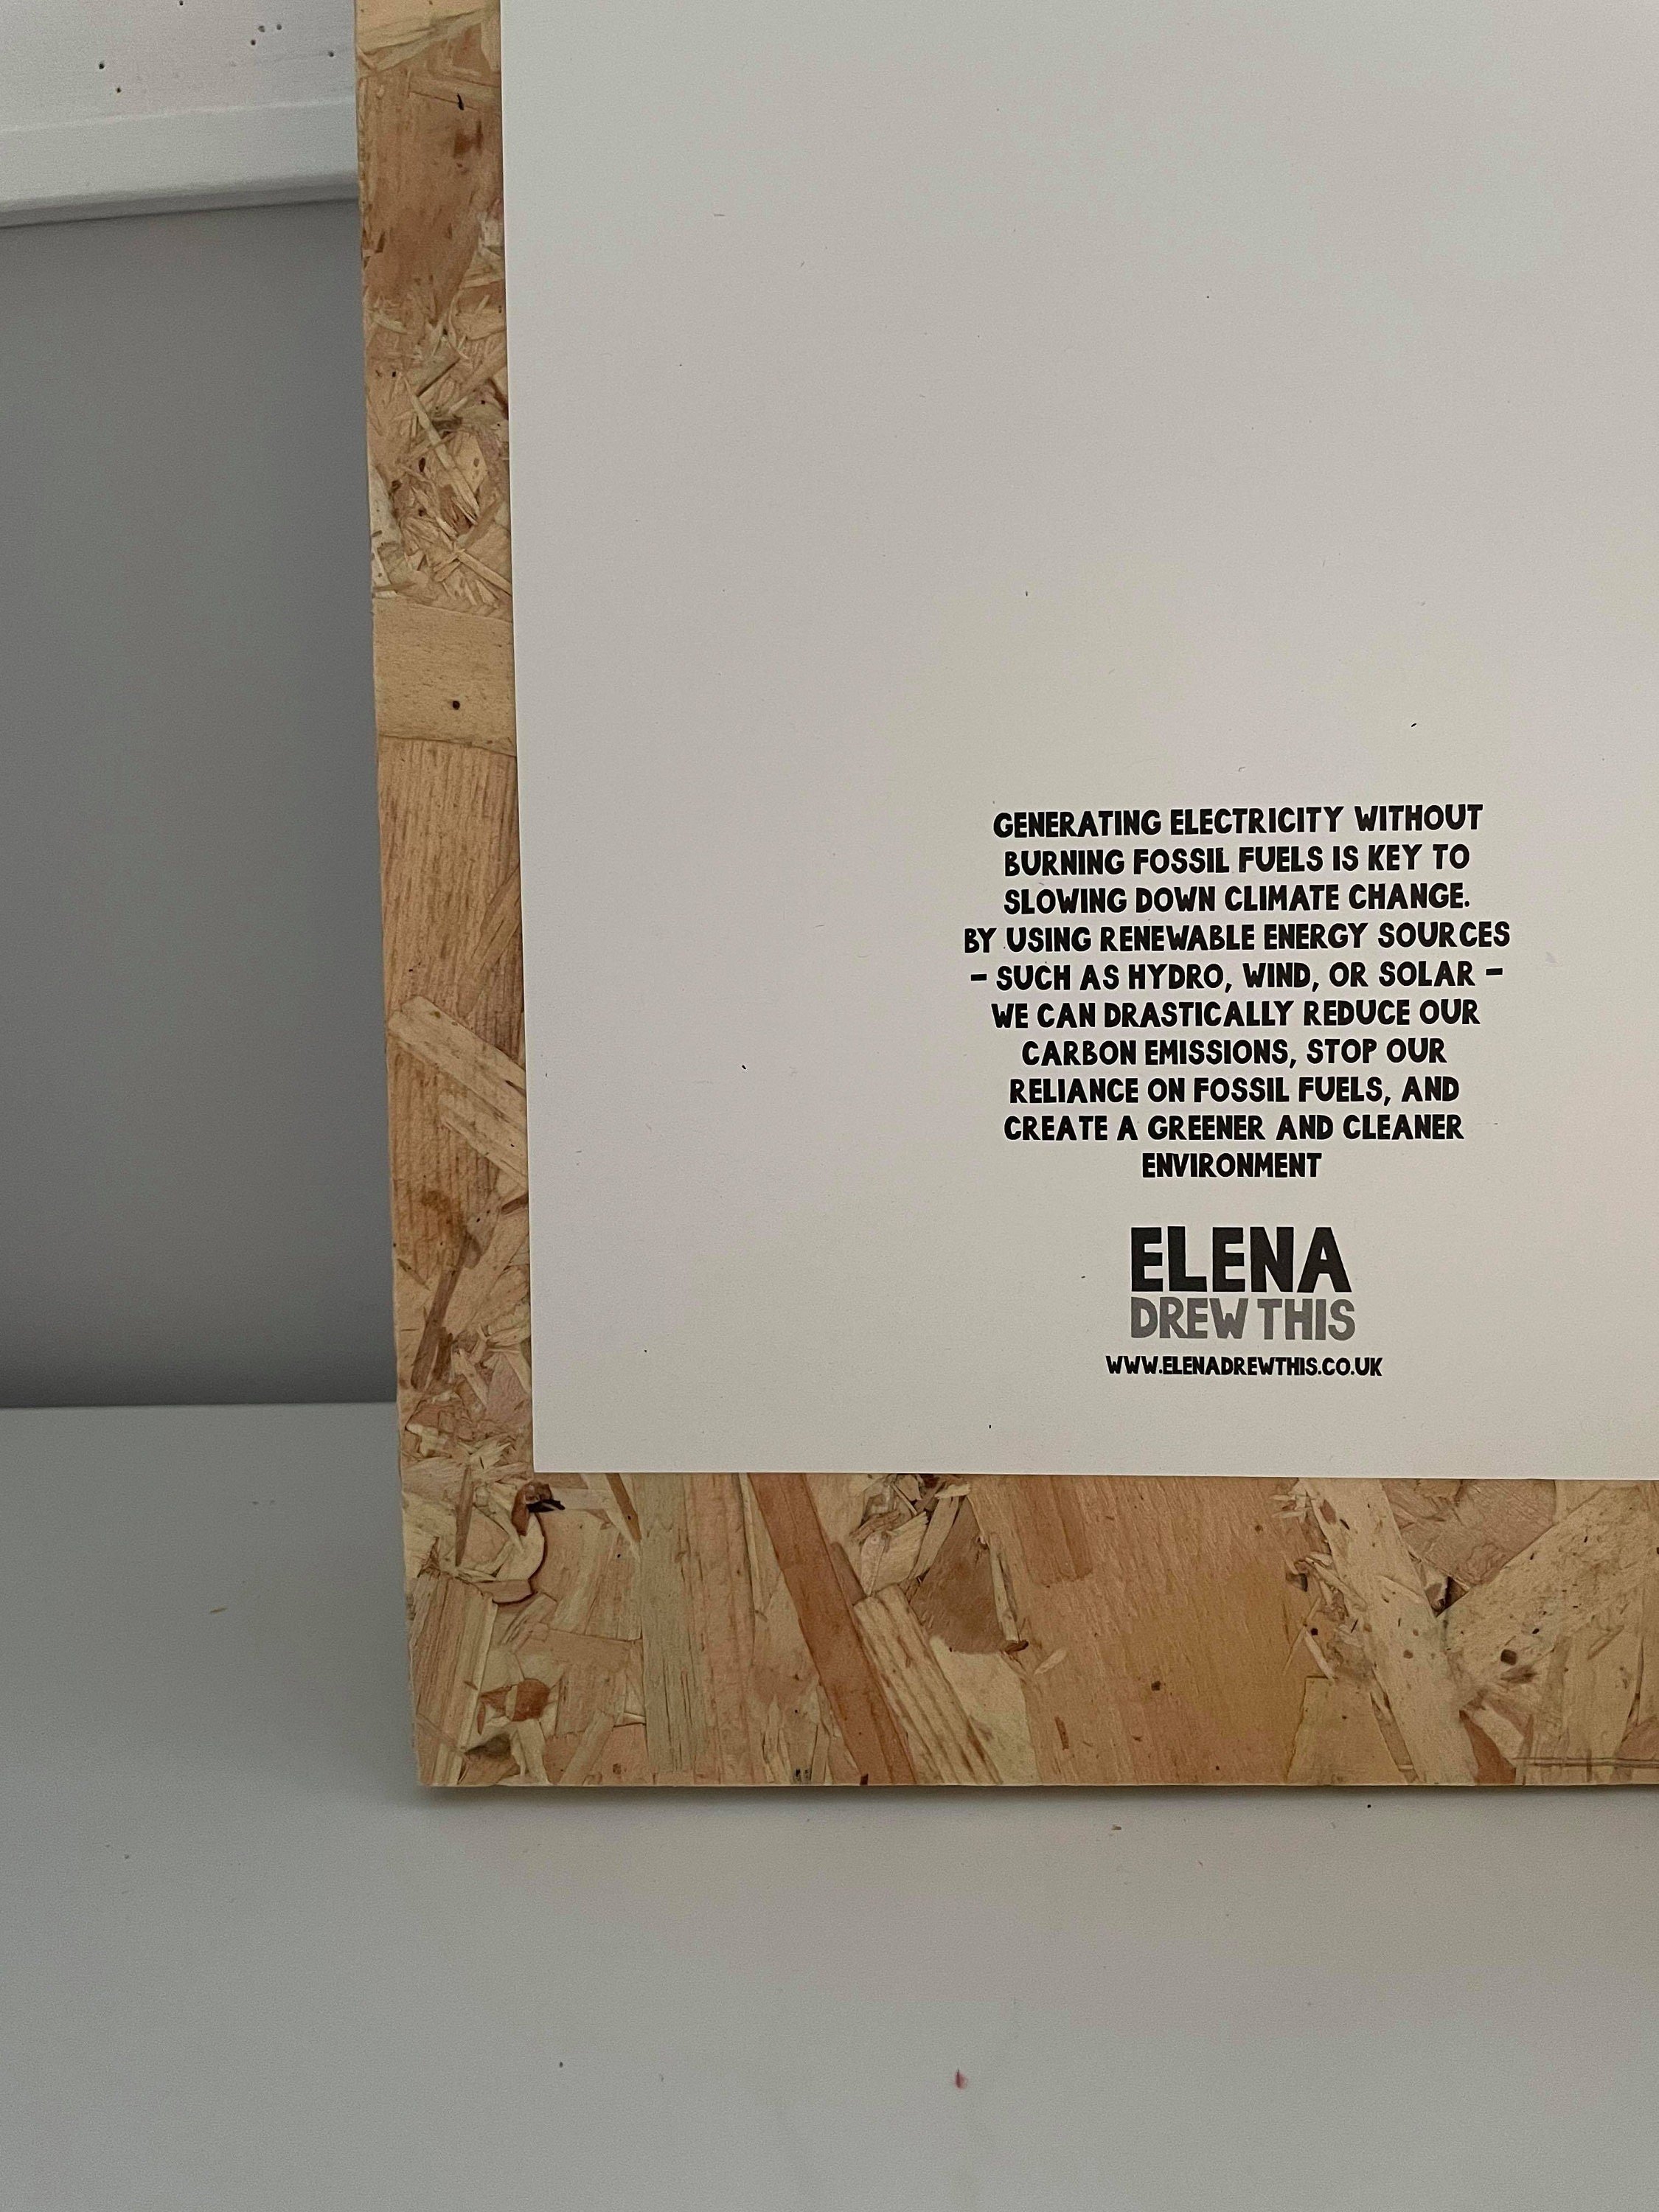 GENERATING ELECTRICITY WITHOUT
BURNING FOSSIL FUELS IS KEY TO
SLOWING DOWN CLIMATE CHANGE.
BY USING RENEWABLE ENERGY SOURCES
- SUCH AS HYDRO, WIND, OR SOLAR -
WE CAN DRASTICALLY REDUCE OUR
CARBON EMISSIONS, STOP OUR
RELIANCE ON FOSSIL FUELS, AND
CREATE A GREENER AND CLEANER
ENVIRONMENT
ELENA
DREW THIS
WWW.ELENADREWTHIS.CO.UK